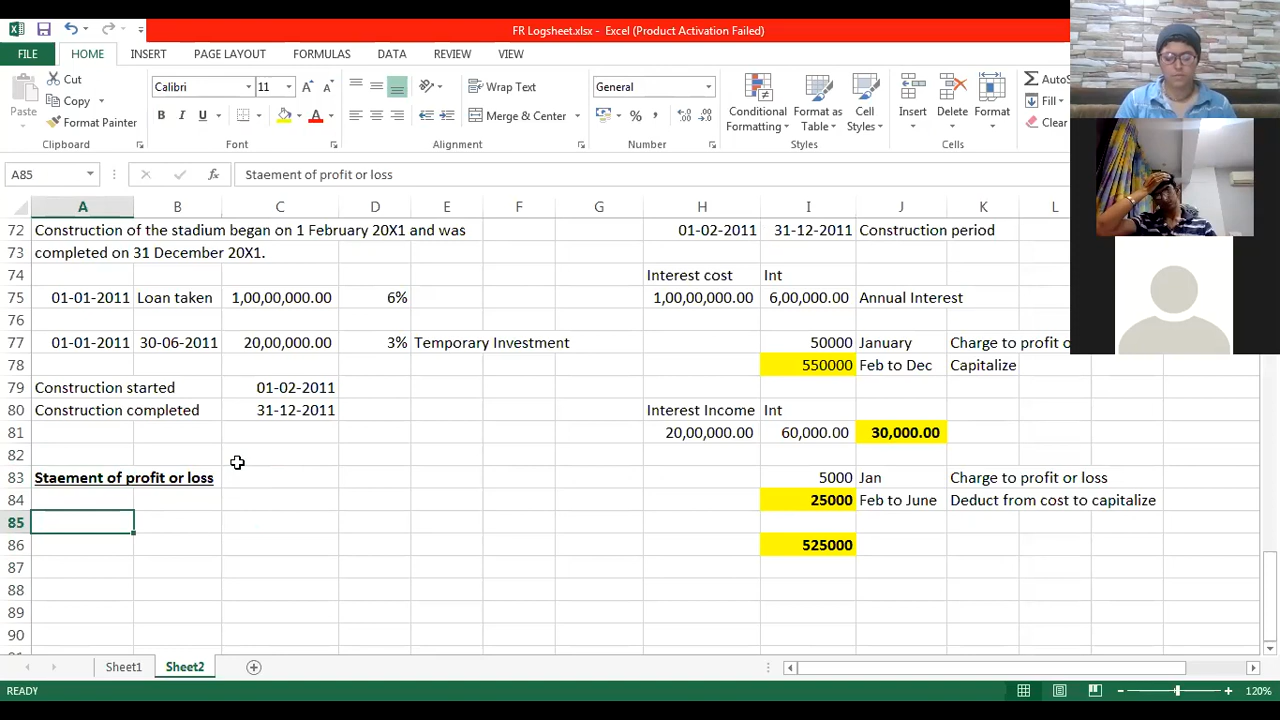 FR Logsheet.xlsx - Excel (Product Activation Failed)
FILE HOME INSERT PAGE LAYOUT FORMULAS DATA REVIEW VIEW
Cut
Copy
Format Painter
Paste
Clipboard
Calibri 11
B I U
Font
Wrap Text
Merge & Center
Alignment
General
Number
Conditional Formatting
Format as Table
Cell Styles
Styles
Insert Delete Format
Cells
AutoS
Fill
Clear
A85 fx Staement of profit or loss
A B C D E F G H I J K L
72 Construction of the stadium began on 1 February 20X1 and was 01-02-2011 31-12-2011 Construction period
73 completed on 31 December 20X1.
74 Interest cost Int
75 01-01-2011 Loan taken 1,00,00,000.00 6% 1,00,00,000.00 6,00,000.00 Annual Interest
76
77 01-01-2011 30-06-2011 20,00,000.00 3% Temporary Investment 50000 January Charge to profit o
78 550000 Feb to Dec Capitalize
79 Construction started 01-02-2011
80 Construction completed 31-12-2011 Interest Income Int
81 20,00,000.00 60,000.00 30,000.00
82
83 Staement of profit or loss 5000 Jan Charge to profit or loss
84 25000 Feb to June Deduct from cost to capitalize
85
86 525000
87
88
89
90
Sheet1 Sheet2
READY 120%